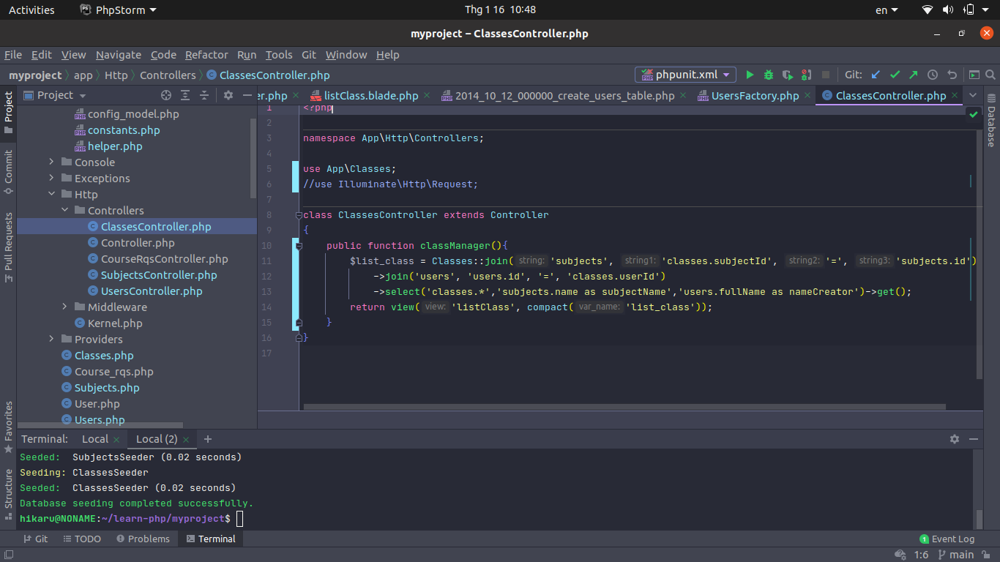 Activities PhpStorm Thg 1 16 10:48 en
myproject – ClassesController.php
File Edit View Navigate Code Refactor Run Tools Git Window Help
myproject app Http Controllers ClassesController.php phpunit.xml Git:
Project er.php listClass.blade.php 2014_10_12_000000_create_users_table.php UsersFactory.php ClassesController.php
Project
Commit
Pull Requests
Favorites
Structure
Database
config_model.php
constants.php
helper.php
Console
Exceptions
Http
Controllers
ClassesController.php
Controller.php
CourseRqsController.php
SubjectsController.php
UsersController.php
Middleware
Kernel.php
Providers
Classes.php
Course_rqs.php
Subjects.php
User.php
Users.php
1 <?php
2
3 namespace App\Http\Controllers;
4
5 use App\Classes;
6 //use Illuminate\Http\Request;
7
8 class ClassesController extends Controller
9 {
10 public function classManager(){
11 $list_class = Classes::join( string: 'subjects', string1: 'classes.subjectId', string2: '=', string3: 'subjects.id')
12 ->join('users', 'users.id', '=', 'classes.userId')
13 ->select('classes.*','subjects.name as subjectName','users.fullName as nameCreator')->get();
14 return view( view: 'listClass', compact( var_name: 'list_class'));
15 }
16 }
17
Terminal: Local Local (2)
Seeded: SubjectsSeeder (0.02 seconds)
Seeding: ClassesSeeder
Seeded: ClassesSeeder (0.02 seconds)
Database seeding completed successfully.
hikaru@NONAME:~/learn-php/myproject$
Git TODO Problems Terminal 1 Event Log
1:6 main